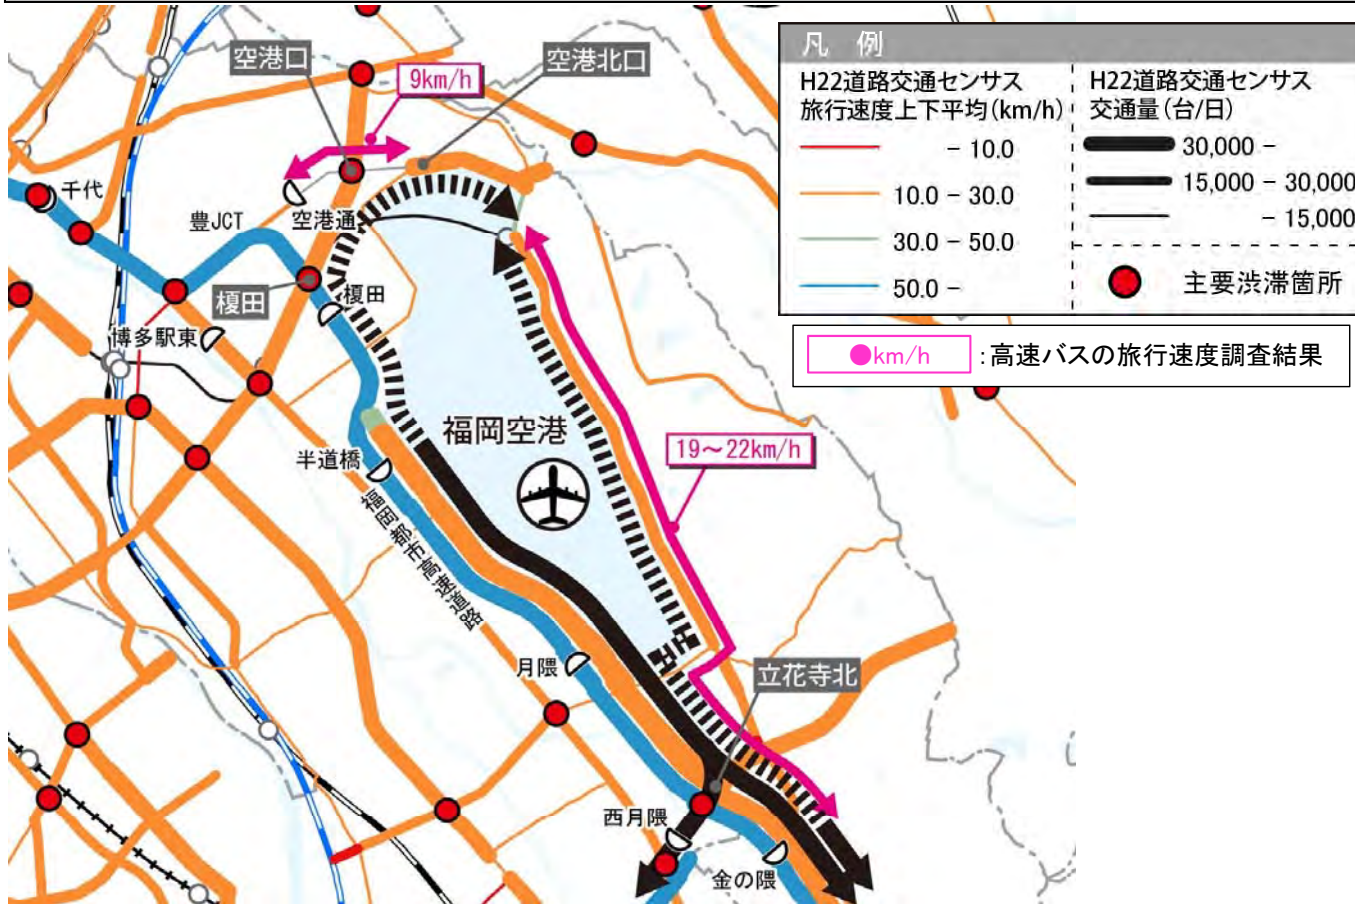 空港口
空港北口
9km/h
千代
豊JCT
空港通
榎田
榎田
博多駅東
福岡空港
半道橋
福岡都市高速道路
19~22km/h
月隈
立花寺北
西月隈
金の隈
凡 例
H22道路交通センサス
旅行速度上下平均(km/h)
- 10.0
10.0 - 30.0
30.0 - 50.0
50.0 -
H22道路交通センサス
交通量(台/日)
30,000 -
15,000 - 30,000
- 15,000
主要渋滞箇所
●km/h :高速バスの旅行速度調査結果